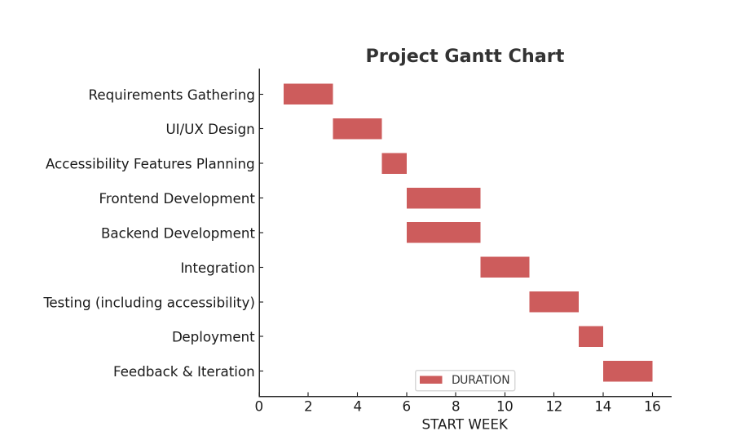 Project Gantt Chart
Requirements Gathering
UI/UX Design
Accessibility Features Planning
Frontend Development
Backend Development
Integration
Testing (including accessibility)
Deployment
Feedback & Iteration
DURATION
0 2 4 6 8 10 12 14 16
START WEEK